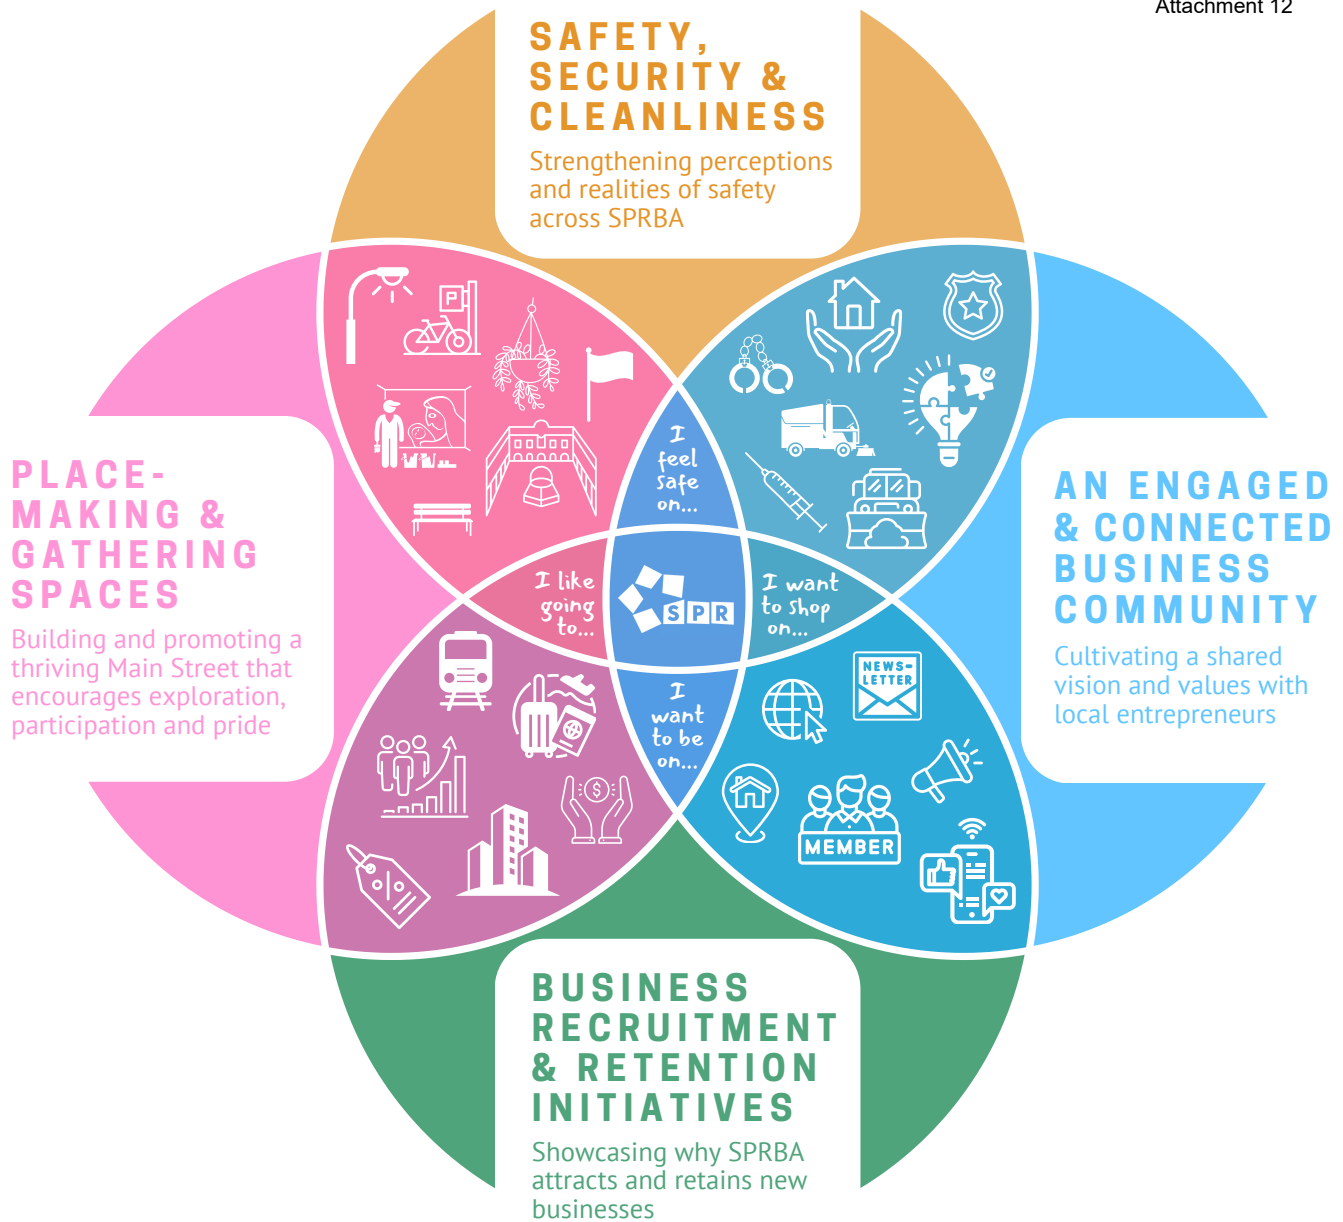 Attachment 12
SAFETY,
SECURITY &
CLEANLINESS
Strengthening perceptions
and realities of safety
across SPRBA
P
I
feel
safe
on...
PLACE-
MAKING &
GATHERING
SPACES
Building and promoting a
thriving Main Street that
encourages exploration,
participation and pride
AN ENGAGED
& CONNECTED
BUSINESS
COMMUNITY
Cultivating a shared
vision and values with
local entrepreneurs
I like
going
to...
SPR
I want
to shop
on...
I
want
to be
on...
NEWS-
LETTER
$
%
MEMBER
BUSINESS
RECRUITMENT
& RETENTION
INITIATIVES
Showcasing why SPRBA
attracts and retains new
businesses